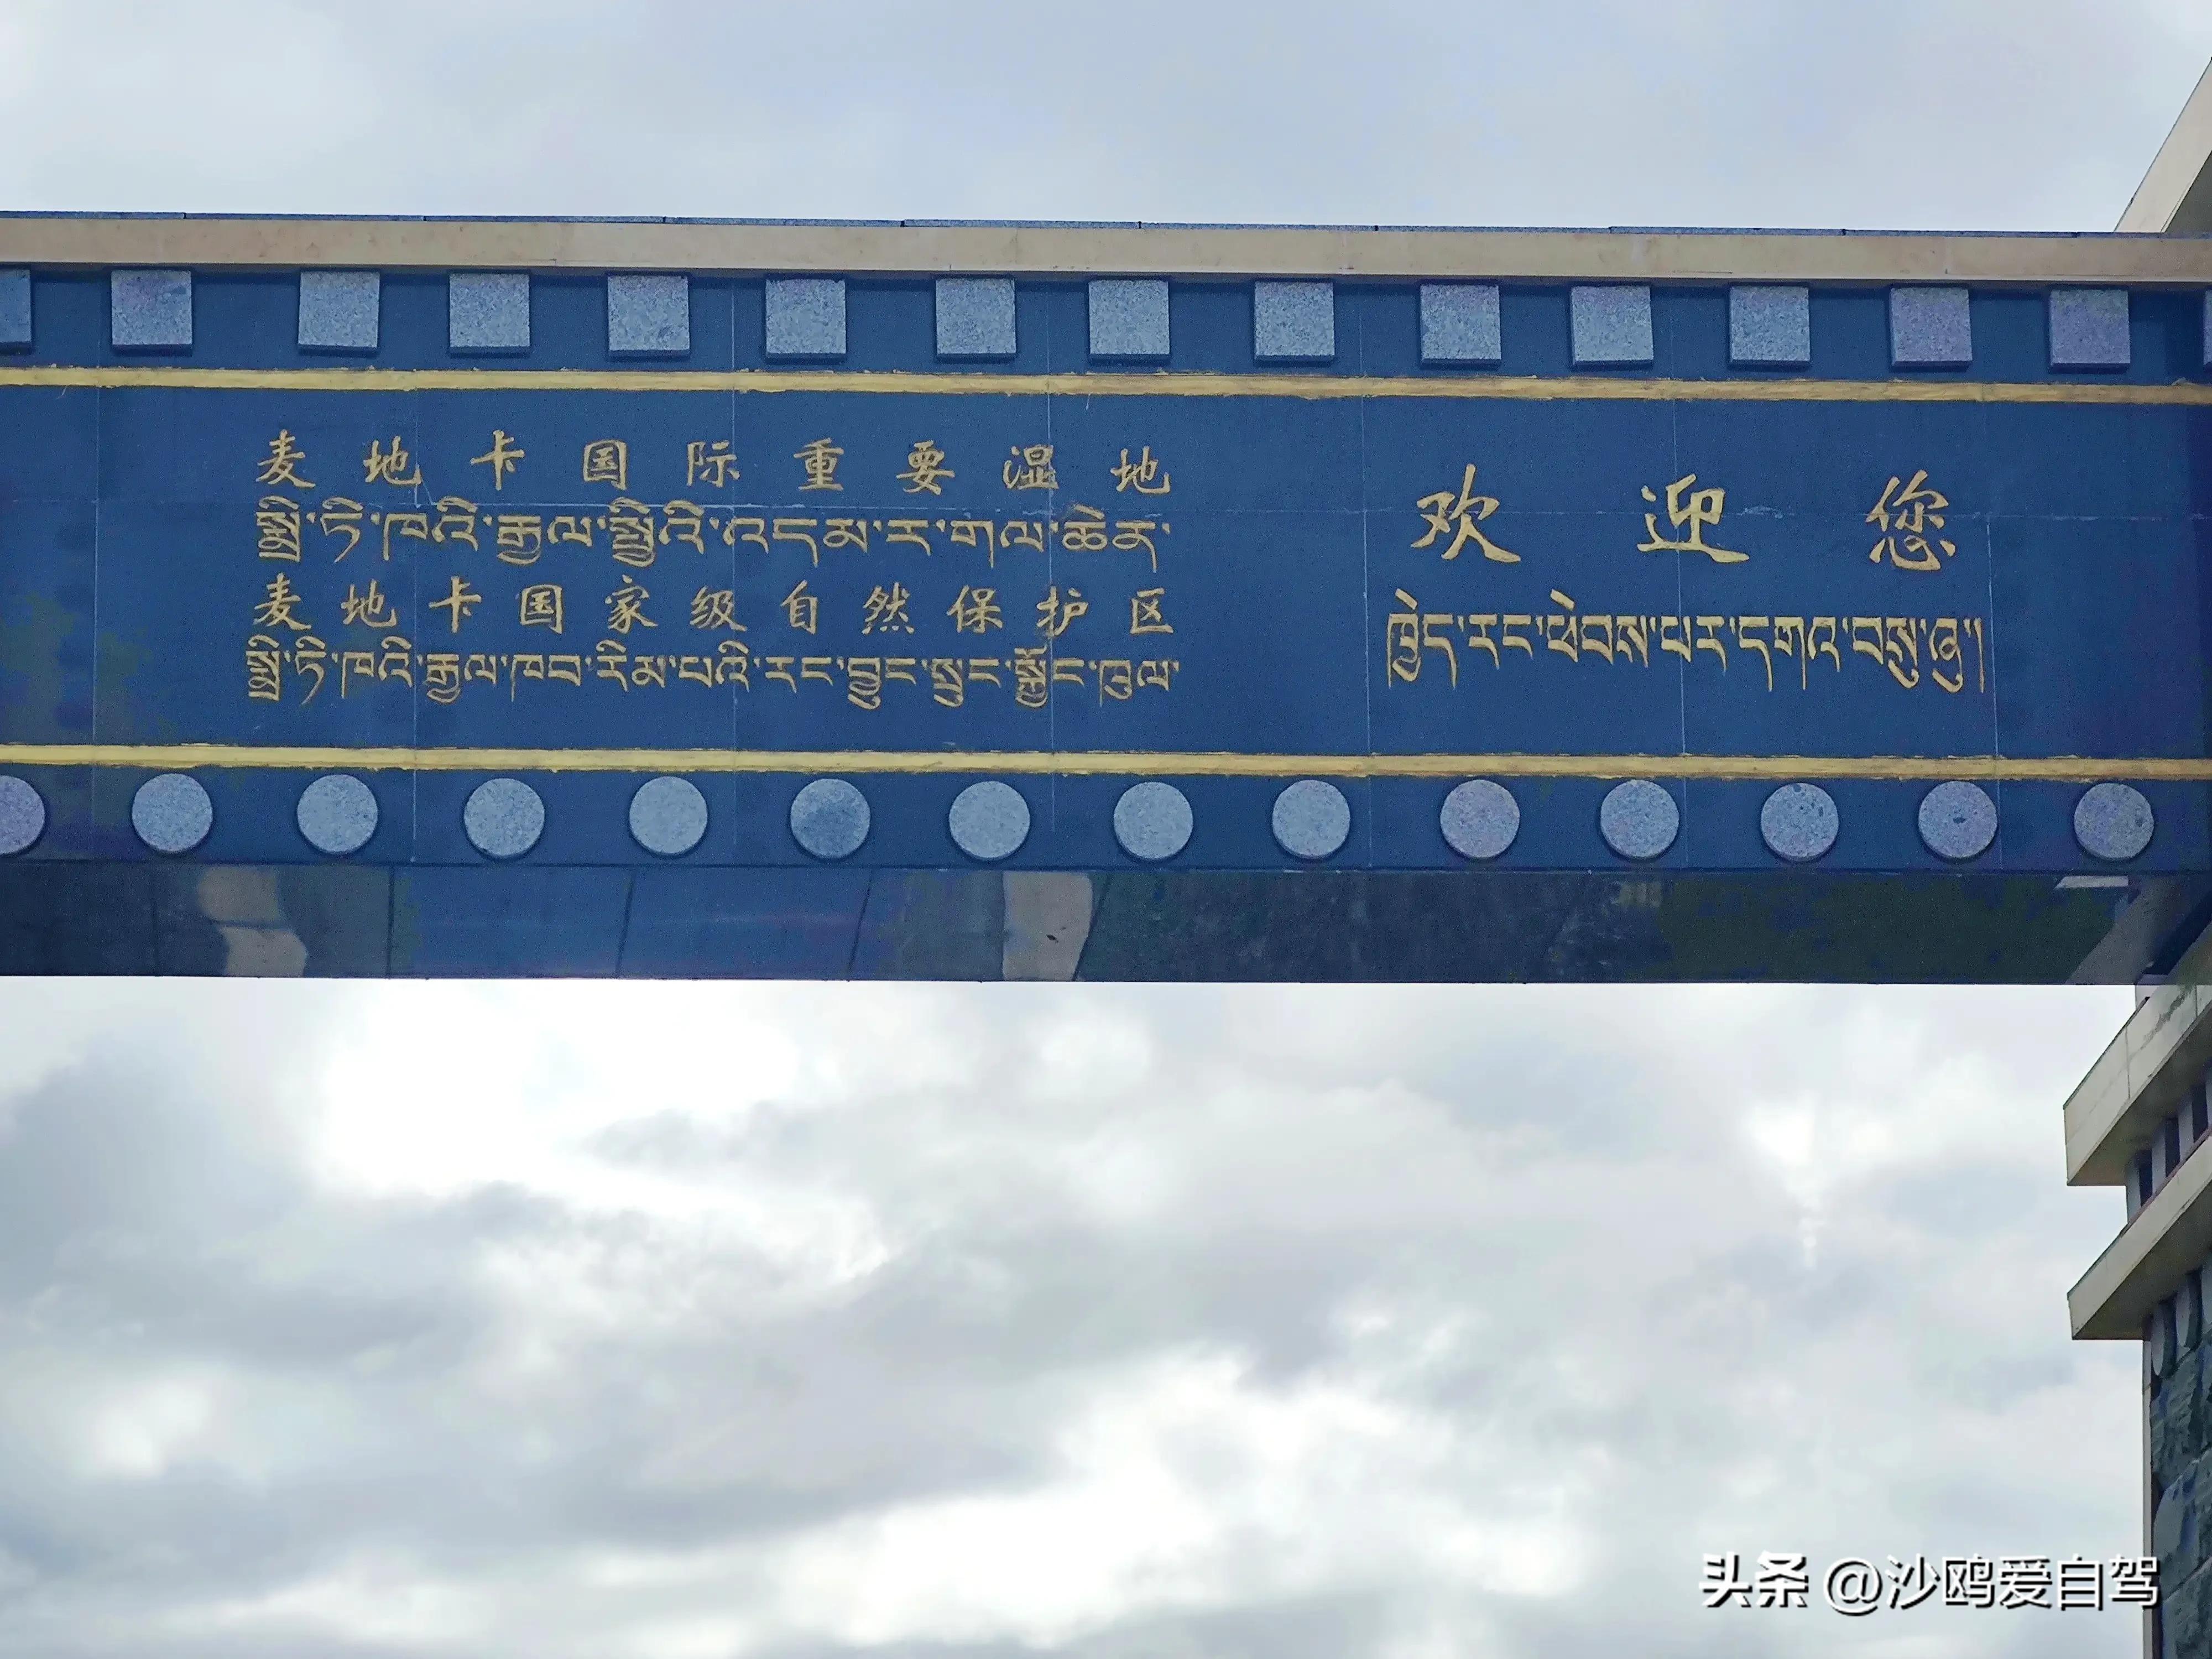 麦地卡国际重要湿地
སྨྲི་ཏི་ཁའི་རྒྱལ་སྤྱིའི་འདམ་ར་གལ་ཆེན་
麦地卡国家级自然保护区
སྨྲི་ཏི་ཁའི་རྒྱལ་ཁབ་རིམ་པའི་རང་བྱུང་སྲུང་སྐྱོང་ཁུལ་
欢迎您
ཁྱེད་རང་ཕེབས་པར་དགའ་བསུ་ཞུ།
头条 @沙鸥爱自驾